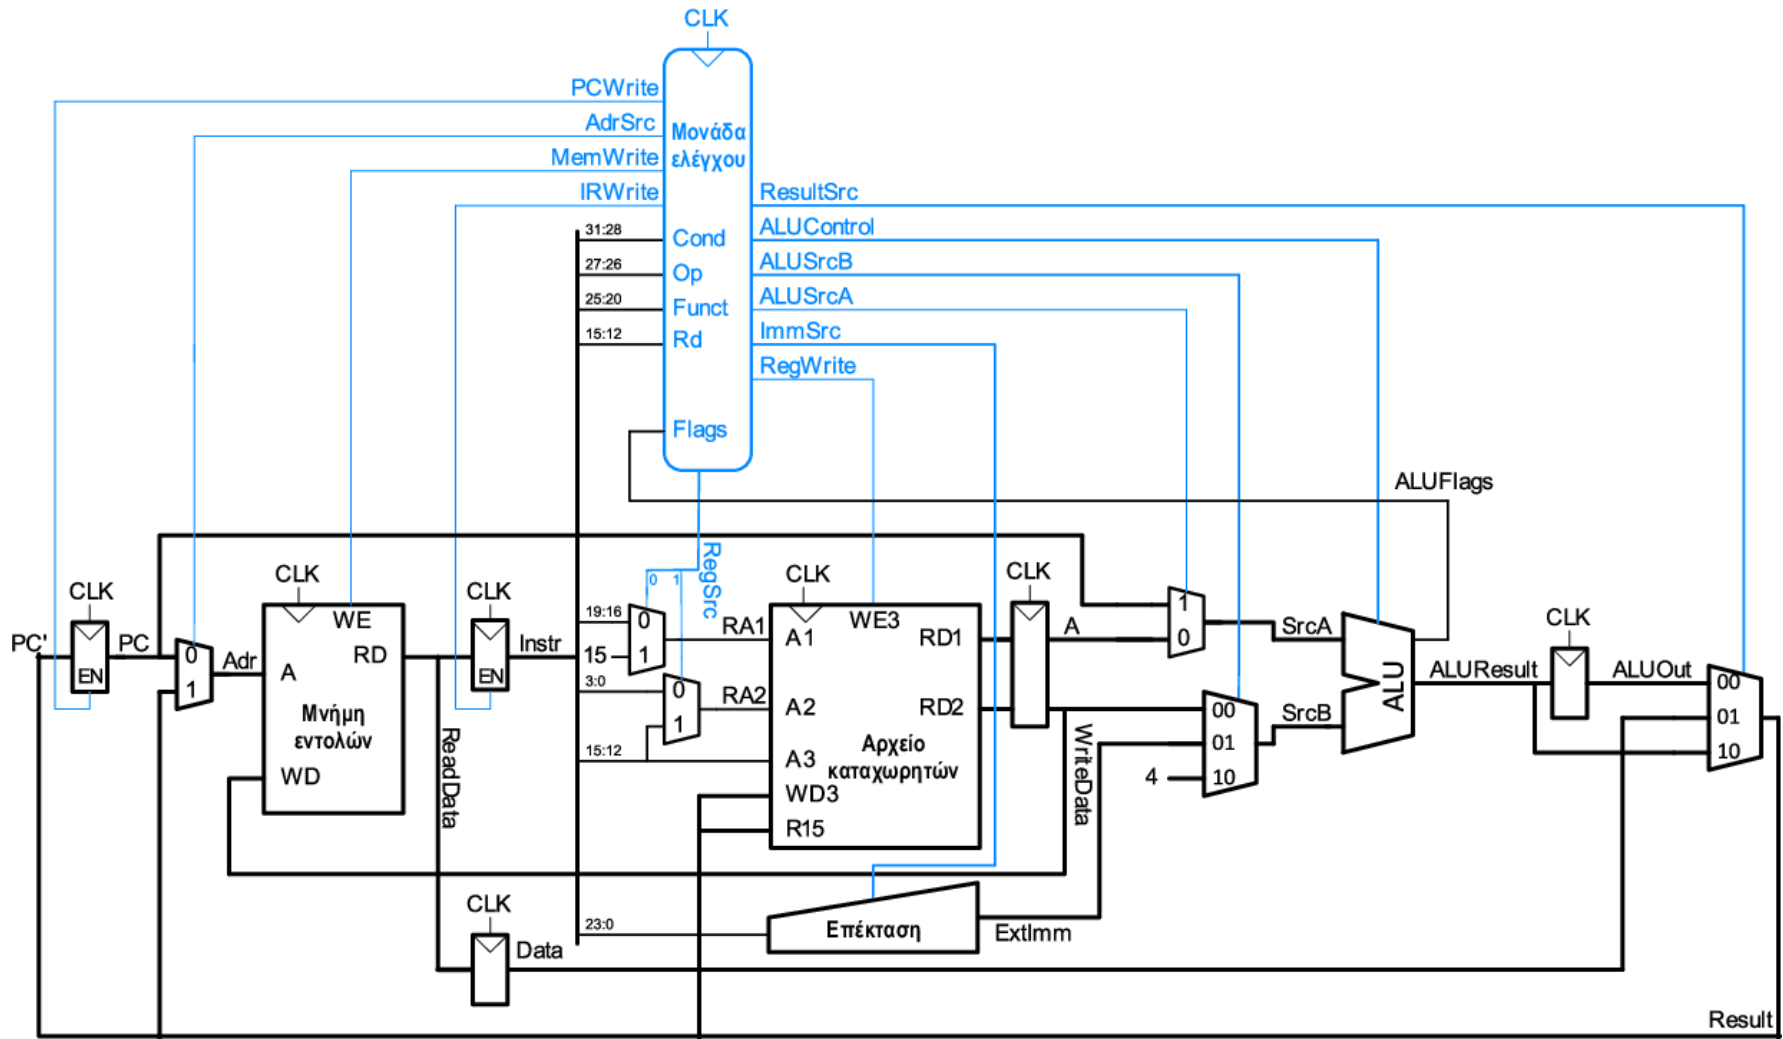 CLK
PCWrite
AdrSrc
MemWrite
IRWrite
Μονάδα
ελέγχου
ResultSrc
ALUControl
ALUSrcB
ALUSrcA
ImmSrc
RegWrite
31:28
Cond
27:26
Op
25:20
Funct
15:12
Rd
Flags
ALUFlags
RegSrc
0 1
CLK
PC'
EN
PC
0
1
Adr
CLK
WE
A
RD
Μνήμη
εντολών
WD
ReadData
CLK
EN
Instr
19:16
15
0
1
RA1
3:0
0
1
RA2
15:12
CLK
A1
WE3
RD1
A2
RD2
A3
Αρχείο
καταχωρητών
WD3
R15
CLK
A
WriteData
1
0
SrcA
00
01
4
10
SrcB
ALU
ALUResult
CLK
ALUOut
00
01
10
23:0
Επέκταση
ExtImm
CLK
Data
Result